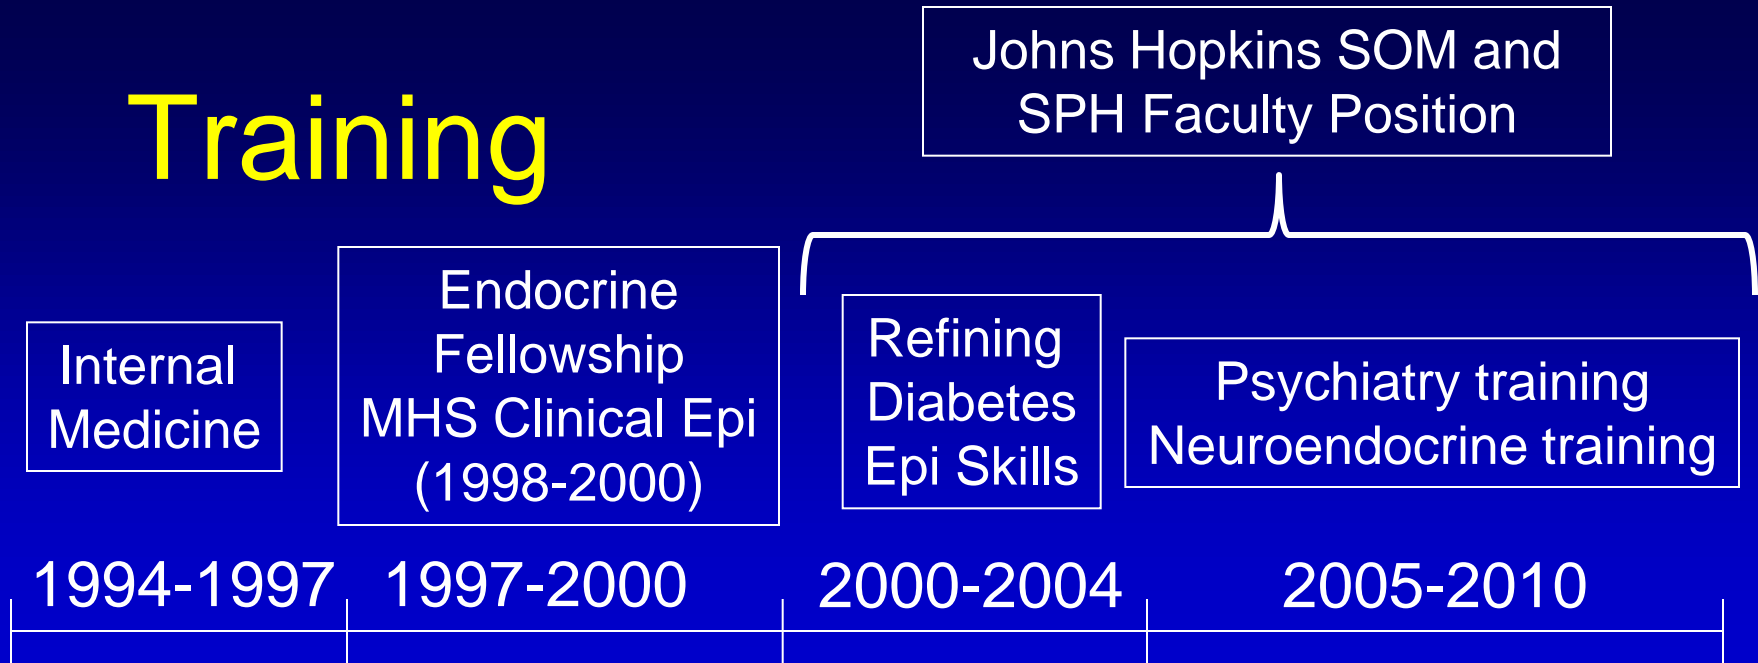 Training
Johns Hopkins SOM and
SPH Faculty Position
Internal
Medicine
Endocrine
Fellowship
MHS Clinical Epi
(1998-2000)
Refining
Diabetes
Epi Skills
Psychiatry training
Neuroendocrine training
1994-1997
1997-2000
2000-2004
2005-2010